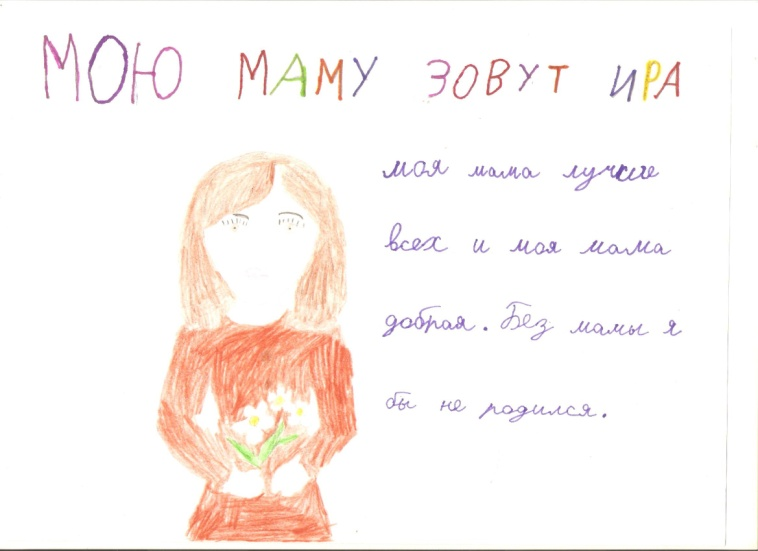 МОЮ МАМУ ЗОВУТ ИРА
моя мама лучше
всех и моя мама
добрая. Без мамы я
бы не родился.